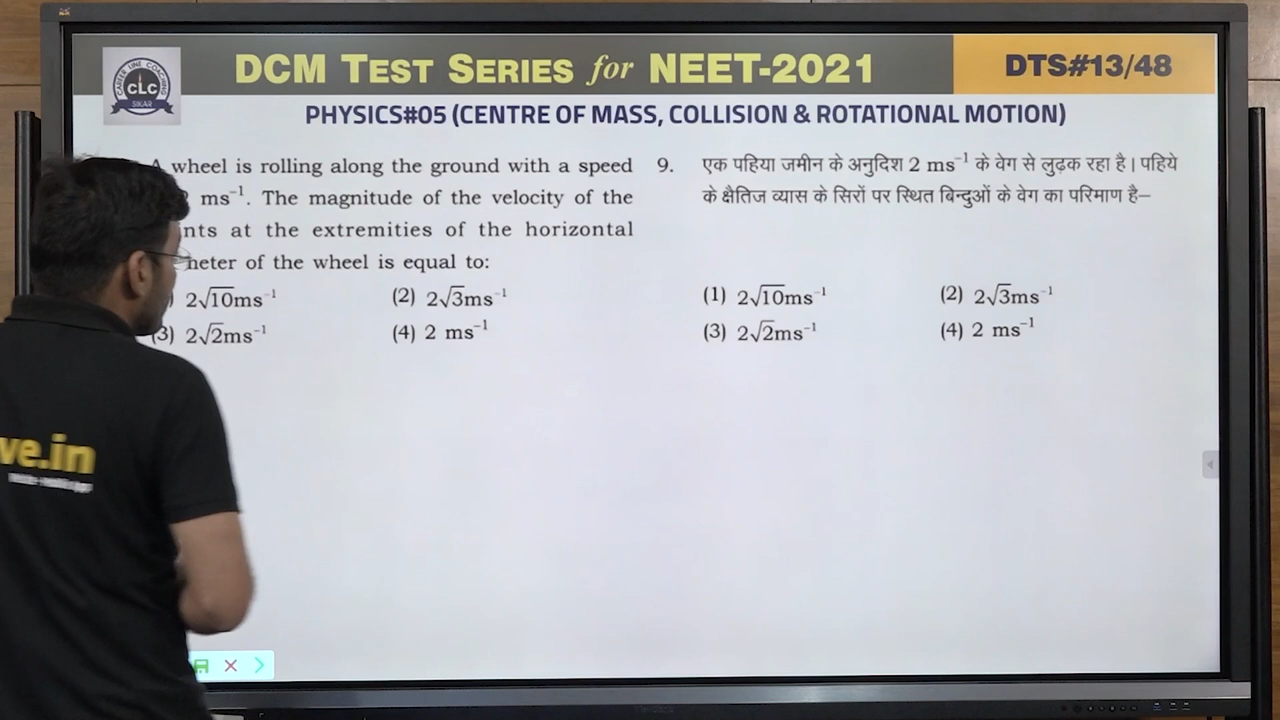 DCM TEST SERIES for NEET-2021
DTS#13/48
CAREER LINE COACHING
CLC
SIKAR
PHYSICS#05 (CENTRE OF MASS, COLLISION & ROTATIONAL MOTION)
wheel is rolling along the ground with a speed
ms⁻¹. The magnitude of the velocity of the
at the extremities of the horizontal
of the wheel is equal to:
2√10ms⁻¹ (2) 2√3ms⁻¹
(3) 2√2ms⁻¹ (4) 2 ms⁻¹
9. एक पहिया जमीन के अनुदिश 2 ms⁻¹ के वेग से लुढ़क रहा है। पहिये
के क्षैतिज व्यास के सिरों पर स्थित बिन्दुओं के वेग का परिमाण है–
(1) 2√10ms⁻¹ (2) 2√3ms⁻¹
(3) 2√2ms⁻¹ (4) 2 ms⁻¹
ve.in